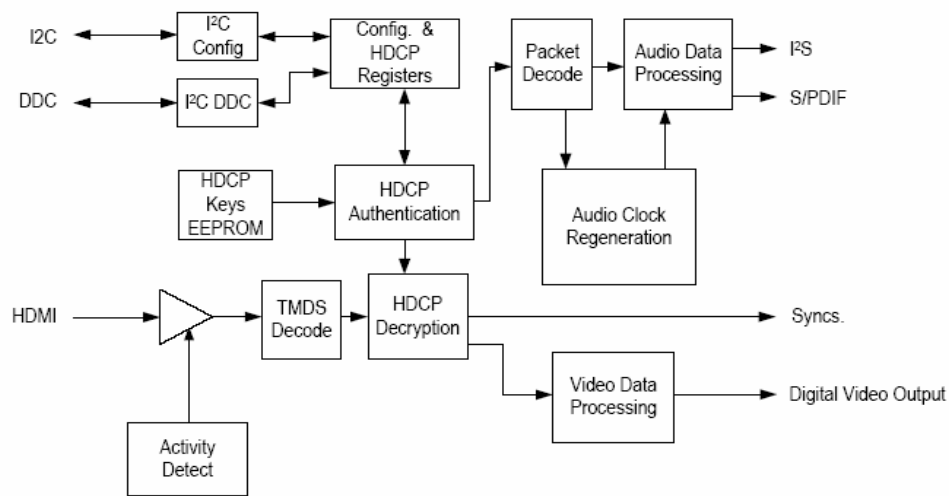 I2C
I²C
Config
Config. &
HDCP
Registers
Packet
Decode
Audio Data
Processing
I²S
S/PDIF
DDC
I²C DDC
HDCP
Keys
EEPROM
HDCP
Authentication
Audio Clock
Regeneration
HDMI
TMDS
Decode
HDCP
Decryption
Syncs.
Video Data
Processing
Digital Video Output
Activity
Detect